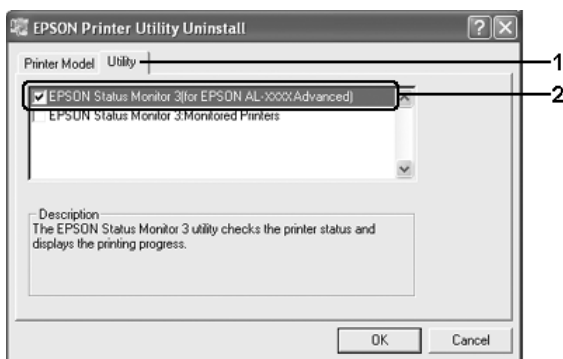 EPSON Printer Utility Uninstall
Printer Model Utility
1
EPSON Status Monitor 3(for EPSON AL-XXXXAdvanced)
2
EPSON Status Monitor 3:Monitored Printers
Description
The EPSON Status Monitor 3 utility checks the printer status and
displays the printing progress.
OK Cancel